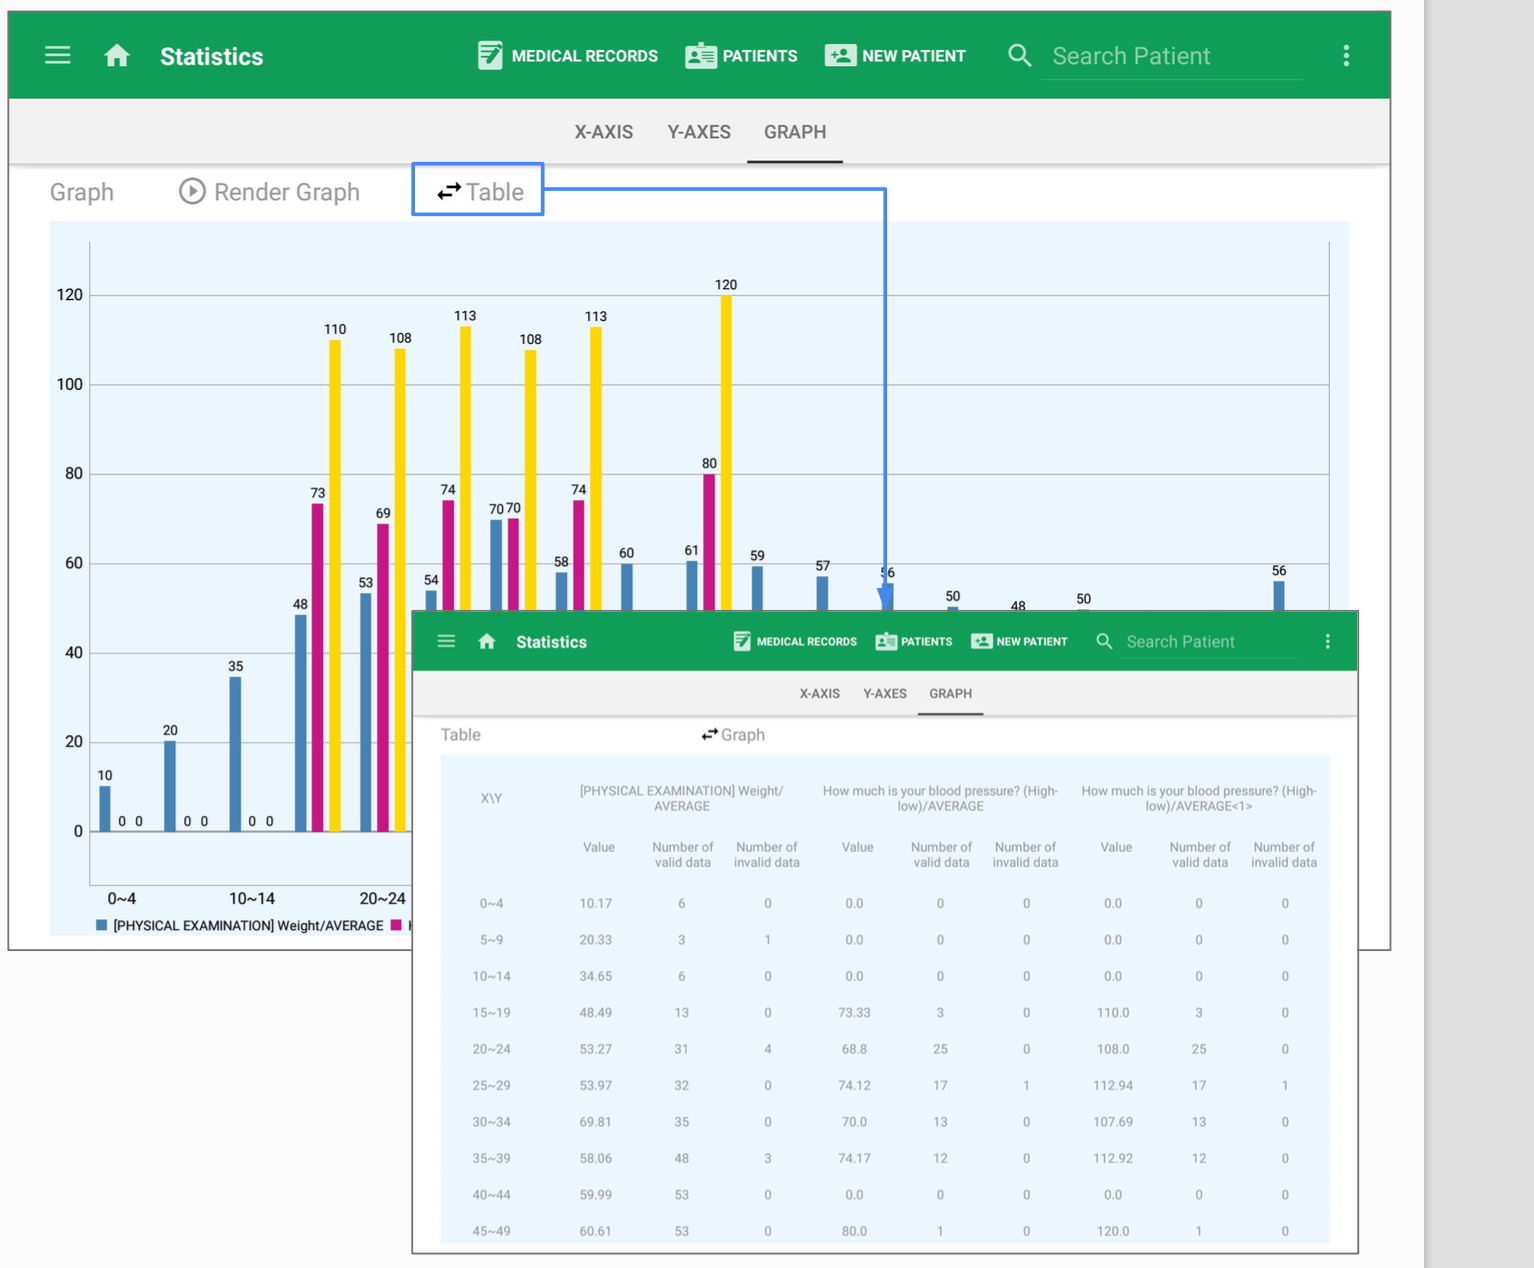 Statistics MEDICAL RECORDS PATIENTS NEW PATIENT Search Patient
X-AXIS Y-AXES GRAPH
Graph Render Graph Table
120
110 108 113 108 113 120
100
80
73 69 74 70 70 74 80
60
48 53 54 58 60 61 59 57 56 50 48 50 56
40
35
20
20
10
0 0 0 0 0 0
0
0~4 10~14 20~24
[PHYSICAL EXAMINATION] Weight/AVERAGE
Statistics MEDICAL RECORDS PATIENTS NEW PATIENT Search Patient
X-AXIS Y-AXES GRAPH
Table Graph
X\Y [PHYSICAL EXAMINATION] Weight/ How much is your blood pressure? (High- How much is your blood pressure? (High-
AVERAGE low)/AVERAGE low)/AVERAGE<1>
Value Number of Number of Value Number of Number of Value Number of Number of
valid data invalid data valid data invalid data valid data invalid data
0~4 10.17 6 0 0.0 0 0 0.0 0 0
5~9 20.33 3 1 0.0 0 0 0.0 0 0
10~14 34.65 6 0 0.0 0 0 0.0 0 0
15~19 48.49 13 0 73.33 3 0 110.0 3 0
20~24 53.27 31 4 68.8 25 0 108.0 25 0
25~29 53.97 32 0 74.12 17 1 112.94 17 1
30~34 69.81 35 0 70.0 13 0 107.69 13 0
35~39 58.06 48 3 74.17 12 0 112.92 12 0
40~44 59.99 53 0 0.0 0 0 0.0 0 0
45~49 60.61 53 0 80.0 1 0 120.0 1 0